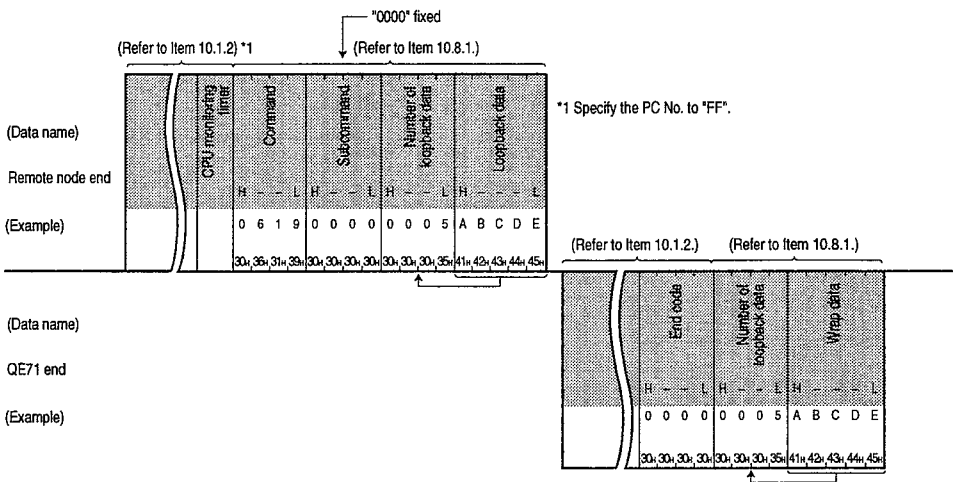 "0000" fixed
(Refer to Item 10.1.2) *1
(Refer to Item 10.8.1.)
*1 Specify the PC No. to "FF".
(Data name)
CPU monitoring timer
Command
Subcommand
Number of loopback data
Loopback data
Remote node end
H – – L H – – L H – – L H – – – L
(Example)
0 6 1 9 0 0 0 0 0 0 0 5 A B C D E
30H 36H 31H 39H 30H 30H 30H 30H 30H 30H 30H 35H 41H 42H 43H 44H 45H
(Refer to Item 10.1.2.)
(Refer to Item 10.8.1.)
(Data name)
End code
Number of loopback data
Wrap data
QE71 end
H – – L H – – L H – – – L
(Example)
0 0 0 0 0 0 0 5 A B C D E
30H 30H 30H 30H 30H 30H 30H 35H 41H 42H 43H 44H 45H